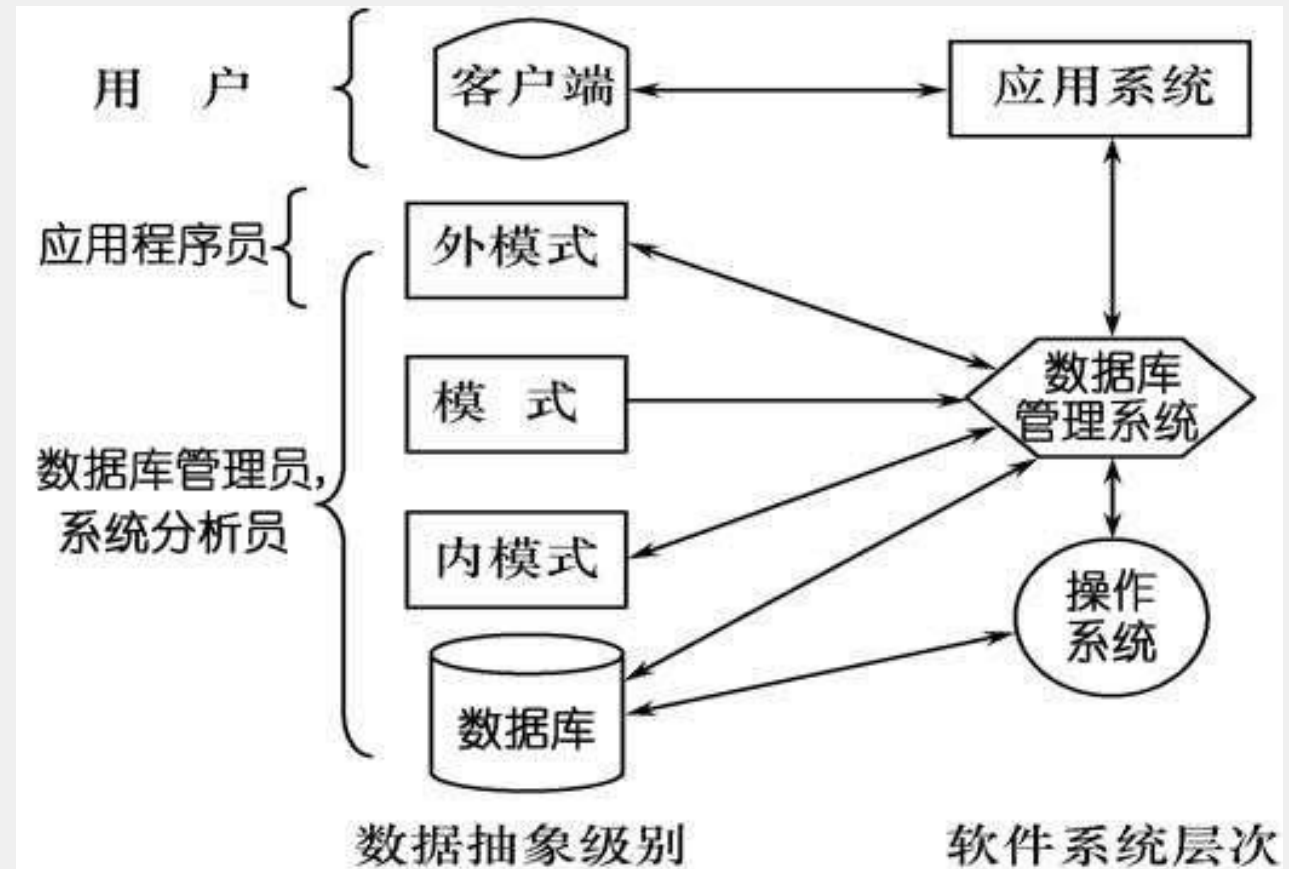 用 户
客户端
应用系统
应用程序员
外模式
模 式
数据库
管理系统
数据库管理员,
系统分析员
内模式
操作
系统
数据库
数据抽象级别
软件系统层次